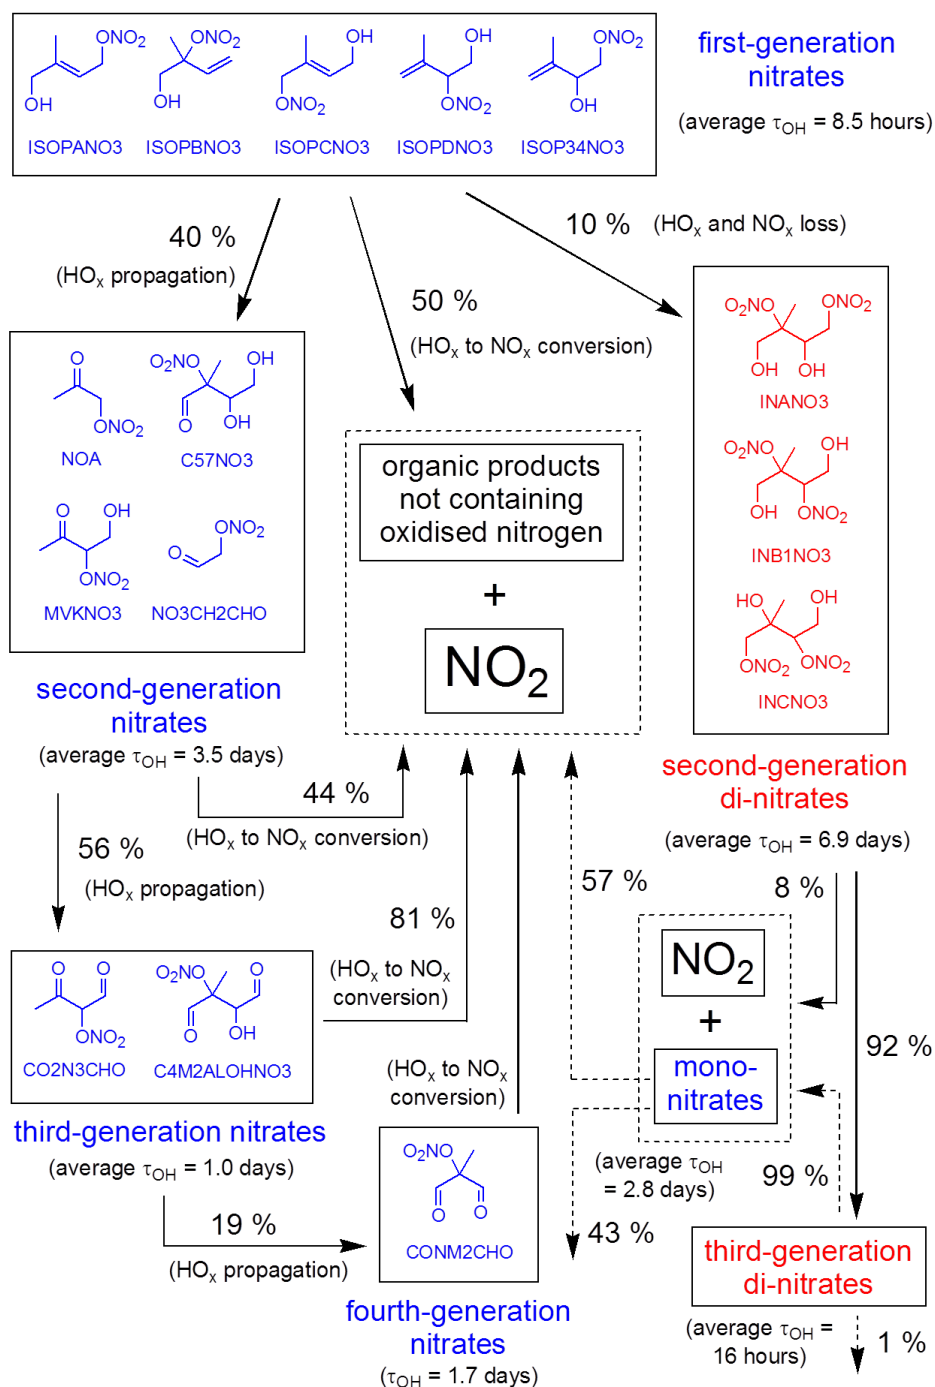 ONO2
ONO2
OH
OH
ONO2
OH
OH
ONO2
ONO2
OH
ISOPANO3 ISOPBNO3 ISOPCNO3 ISOPDNO3 ISOP34NO3
first-generation
nitrates
(average τOH = 8.5 hours)
40 %
(HOx propagation)
50 %
(HOx to NOx conversion)
10 % (HOx and NOx loss)
O
ONO2
NOA
O2NO
OH
O
OH
C57NO3
O
OH
ONO2
MVKNO3
ONO2
O
NO3CH2CHO
second-generation
nitrates
(average τOH = 3.5 days)
organic products
not containing
oxidised nitrogen
+
NO2
O2NO
ONO2
OH
OH
INANO3
O2NO
OH
OH
ONO2
INB1NO3
HO
OH
ONO2
ONO2
INCNO3
second-generation
di-nitrates
(average τOH = 6.9 days)
44 %
(HOx to NOx conversion)
56 %
(HOx propagation)
81 %
(HOx to NOx
conversion)
57 %
8 %
O
O
ONO2
CO2N3CHO
O2NO
O
O
OH
C4M2ALOHNO3
third-generation nitrates
(average τOH = 1.0 days)
NO2
+
mono-
nitrates
92 %
(HOx to NOx
conversion)
(average τOH
= 2.8 days)
99 %
43 %
19 %
(HOx propagation)
O2NO
O
O
CONM2CHO
fourth-generation
nitrates
(τOH = 1.7 days)
third-generation
di-nitrates
(average τOH =
16 hours)
1 %